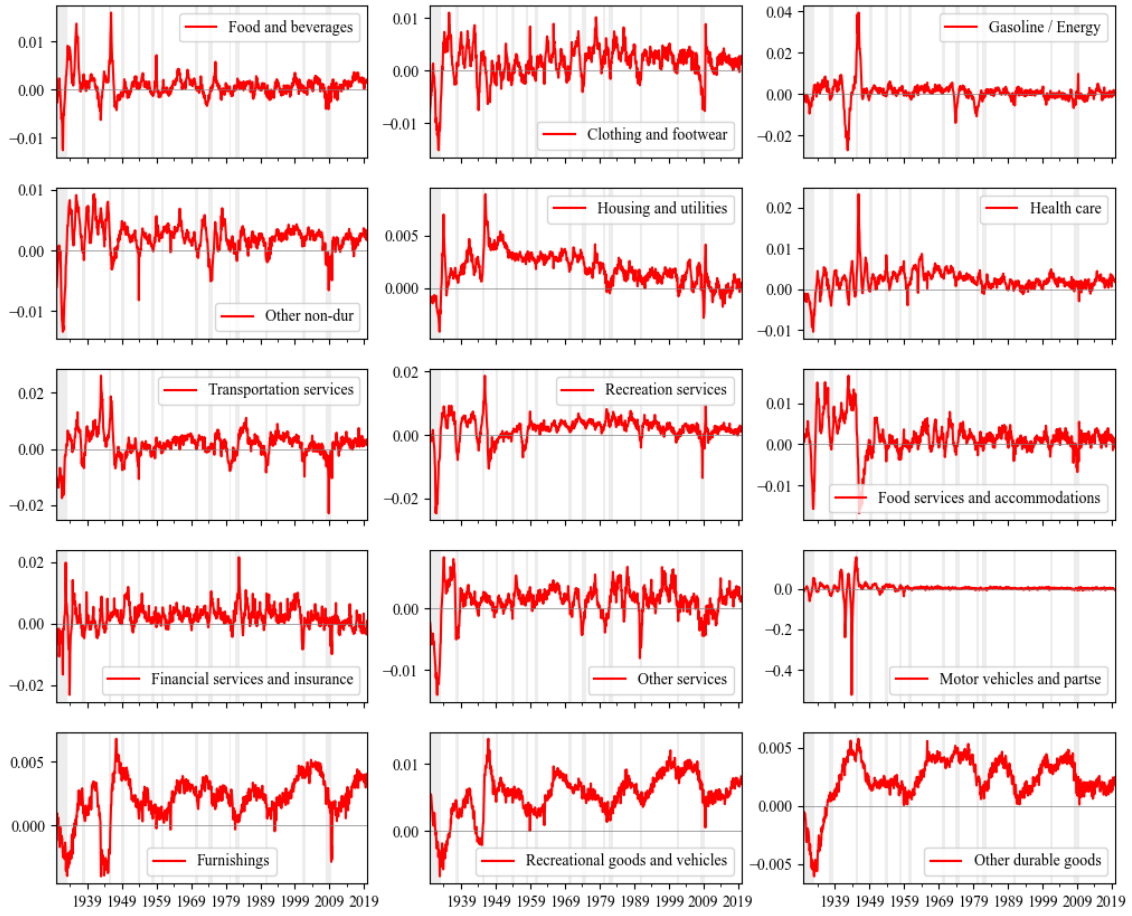 0.01
0.00
−0.01
Food and beverages
0.01
0.00
−0.01
Clothing and footwear
0.04
0.02
0.00
−0.02
Gasoline / Energy
0.01
0.00
−0.01
Other non-dur
0.005
0.000
Housing and utilities
0.02
0.01
0.00
−0.01
Health care
0.02
0.00
−0.02
Transportation services
0.02
0.00
−0.02
Recreation services
0.01
0.00
−0.01
Food services and accommodations
0.02
0.00
−0.02
Financial services and insurance
0.00
−0.01
Other services
0.0
−0.2
−0.4
Motor vehicles and partse
0.005
0.000
Furnishings
0.01
0.00
Recreational goods and vehicles
0.005
0.000
−0.005
Other durable goods
1939 1949 1959 1969 1979 1989 1999 2009 2019
1939 1949 1959 1969 1979 1989 1999 2009 2019
1939 1949 1959 1969 1979 1989 1999 2009 2019